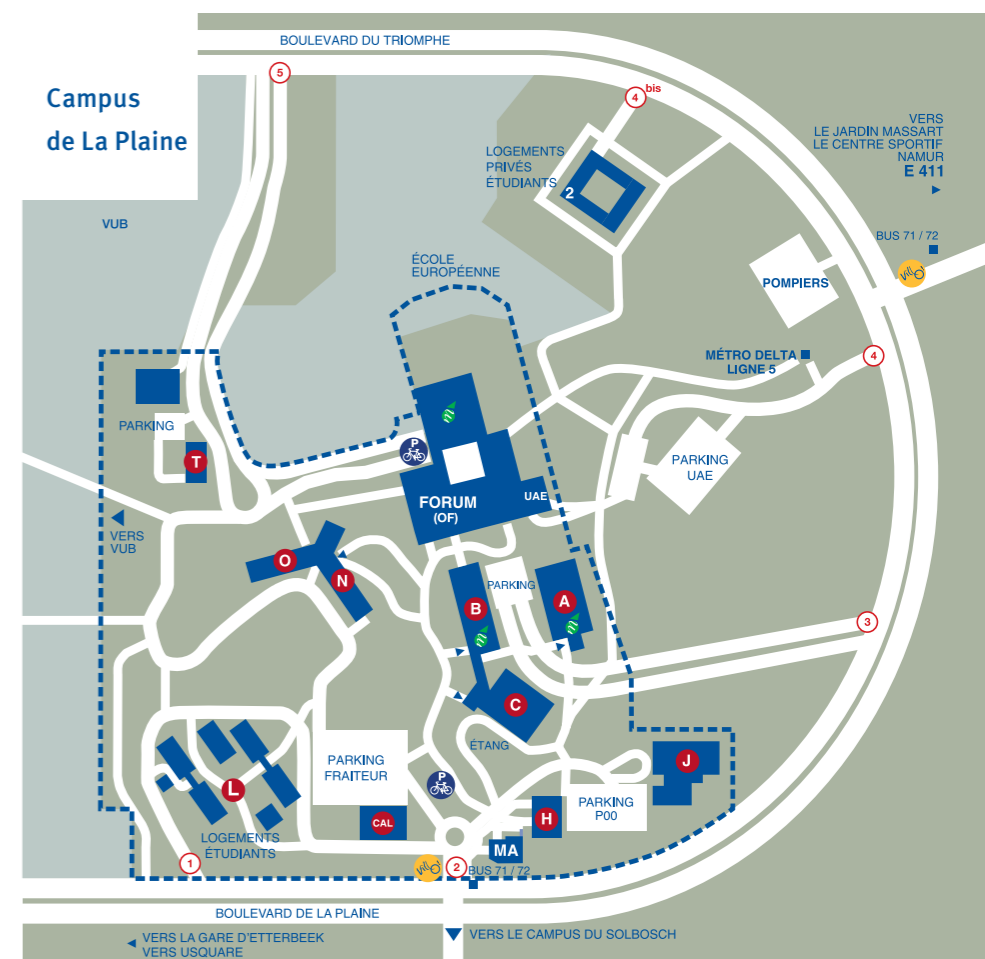 BOULEVARD DU TRIOMPHE
5
4
bis
Campus
de La Plaine
VERS
LE JARDIN MASSART
LE CENTRE SPORTIF
NAMUR
E 411
LOGEMENTS
PRIVÉS
ÉTUDIANTS
2
VUB
BUS 71 / 72
Villo!
ÉCOLE
EUROPÉENNE
POMPIERS
MÉTRO DELTA
LIGNE 5
4
PARKING
T
P
PARKING
UAE
FORUM
(OF)
UAE
VERS
VUB
O
N
PARKING
B
A
3
C
ÉTANG
PARKING
FRAITEUR
J
P
L
PARKING
P00
H
CAL
LOGEMENTS
ÉTUDIANTS
MA
1
Villo!
2
BUS 71 / 72
BOULEVARD DE LA PLAINE
VERS LA GARE D'ETTERBEEK
VERS USQUARE
VERS LE CAMPUS DU SOLBOSCH